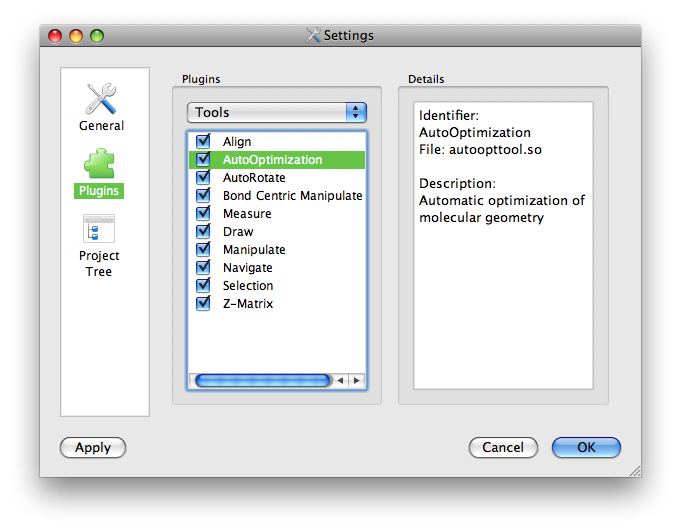 Settings
General
Plugins
Project
Tree
Plugins
Tools
Align
AutoOptimization
AutoRotate
Bond Centric Manipulate
Measure
Draw
Manipulate
Navigate
Selection
Z-Matrix
Details
Identifier:
AutoOptimization
File: autoopttool.so
Description:
Automatic optimization of
molecular geometry
Apply
Cancel
OK